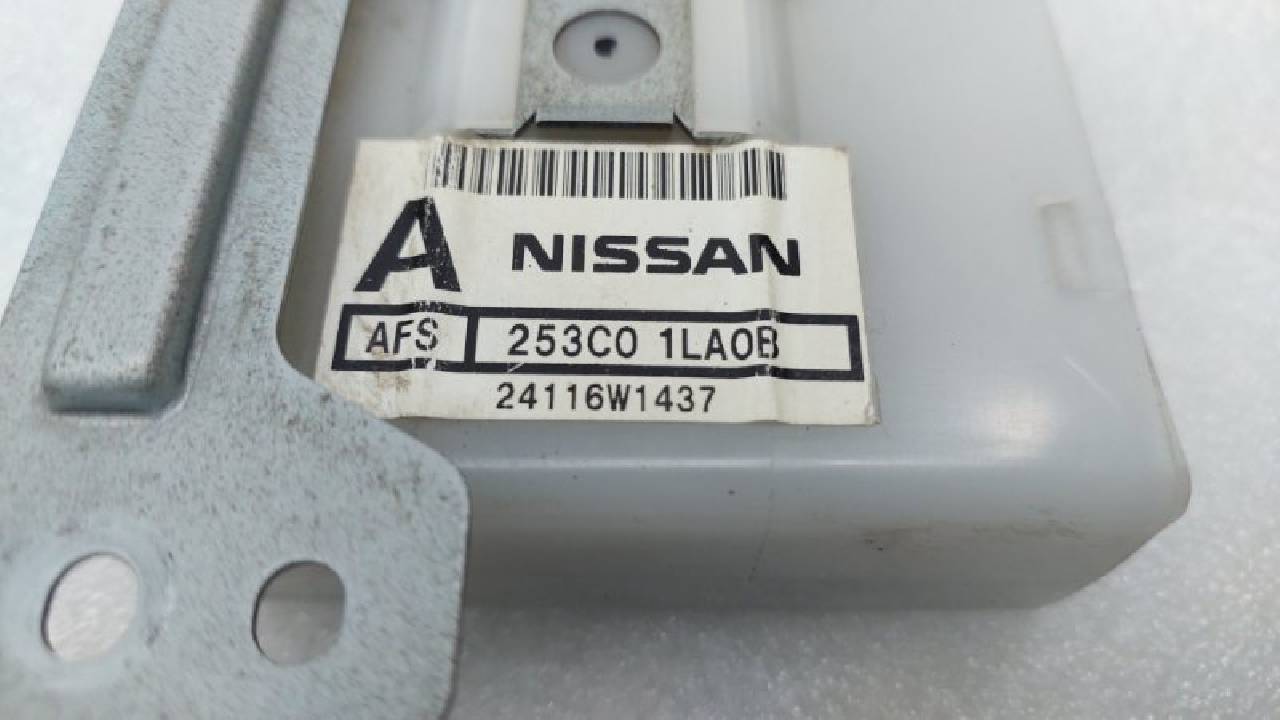 A NISSAN
AFS 253C0 1LA0B
24116W1437